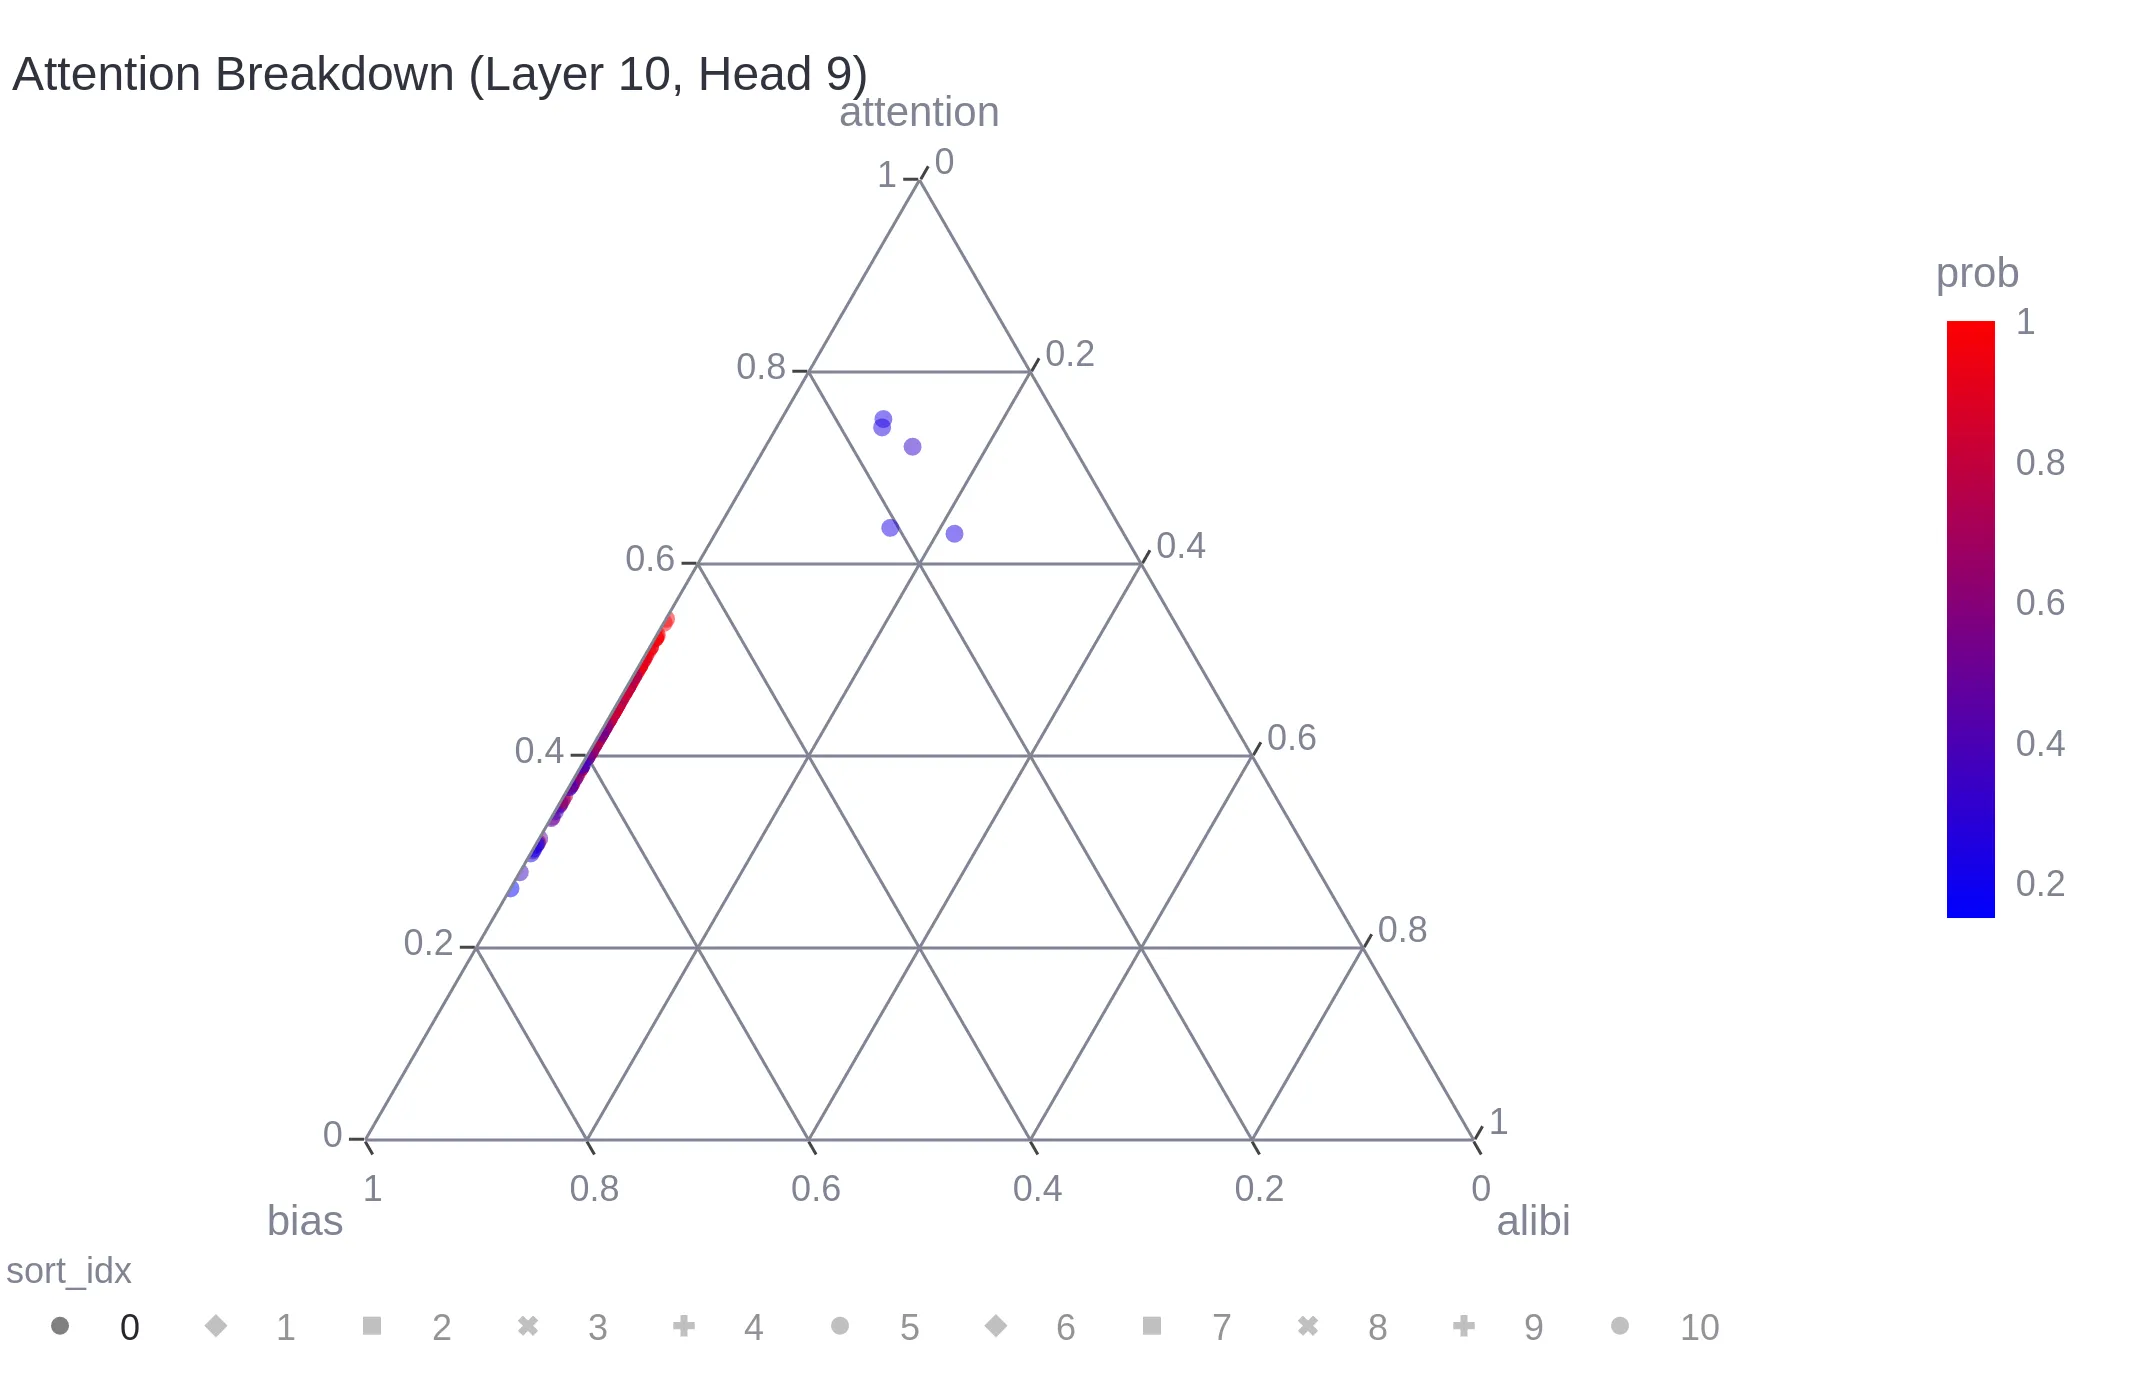 Attention Breakdown (Layer 10, Head 9)
attention
1 0
0.8 0.2
0.6 0.4
0.4 0.6
0.2 0.8
0 1
1 0.8 0.6 0.4 0.2 0
bias alibi
prob
1
0.8
0.6
0.4
0.2
sort_idx
0 1 2 3 4 5 6 7 8 9 10